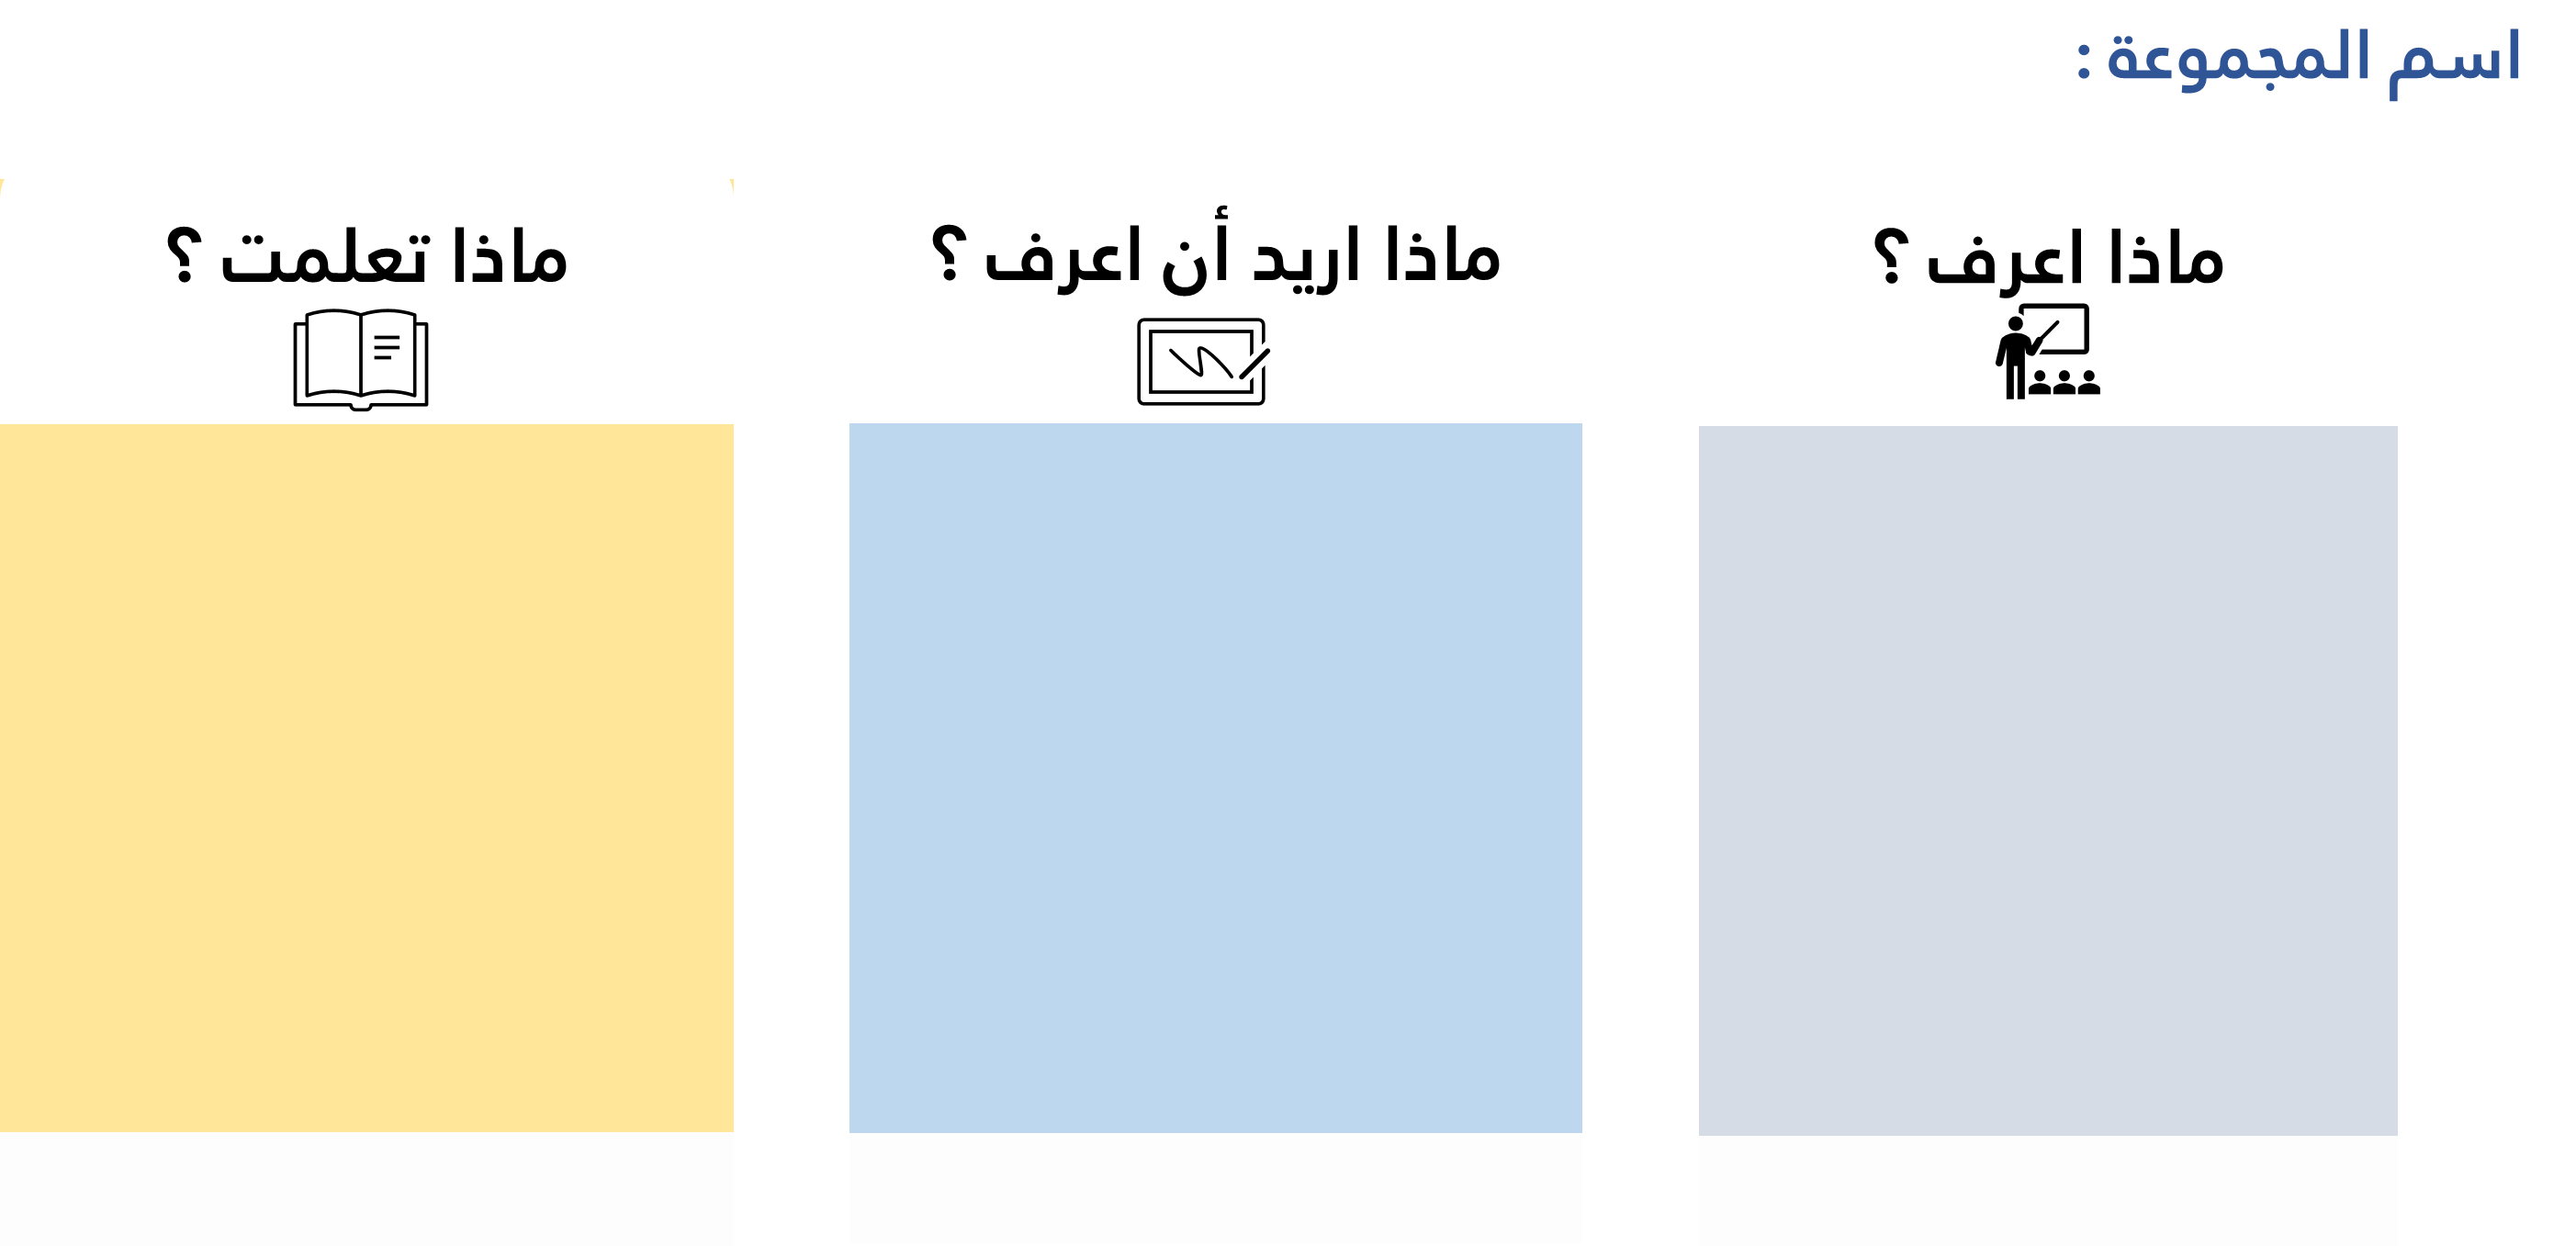 اسم المجموعة :
ماذا اعرف ؟
ماذا اريد أن اعرف ؟
ماذا تعلمت ؟